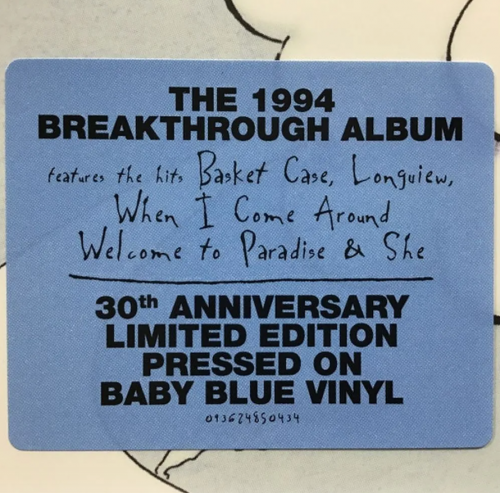 THE 1994
BREAKTHROUGH ALBUM
features the hits Basket Case, Longview,
When I Come Around
Welcome to Paradise & She
30th ANNIVERSARY
LIMITED EDITION
PRESSED ON
BABY BLUE VINYL
093624850434